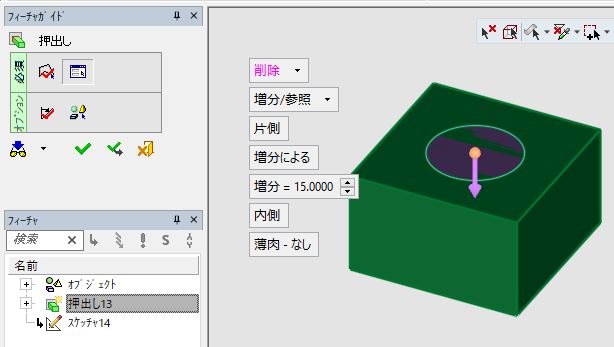 フィーチャガイド
押出し
必須
オプション
フィーチャ
検索
名前
オブジェクト
押出し13
スケッチ14
削除
増分/参照
片側
増分による
増分 = 15.0000
内側
薄肉 - なし